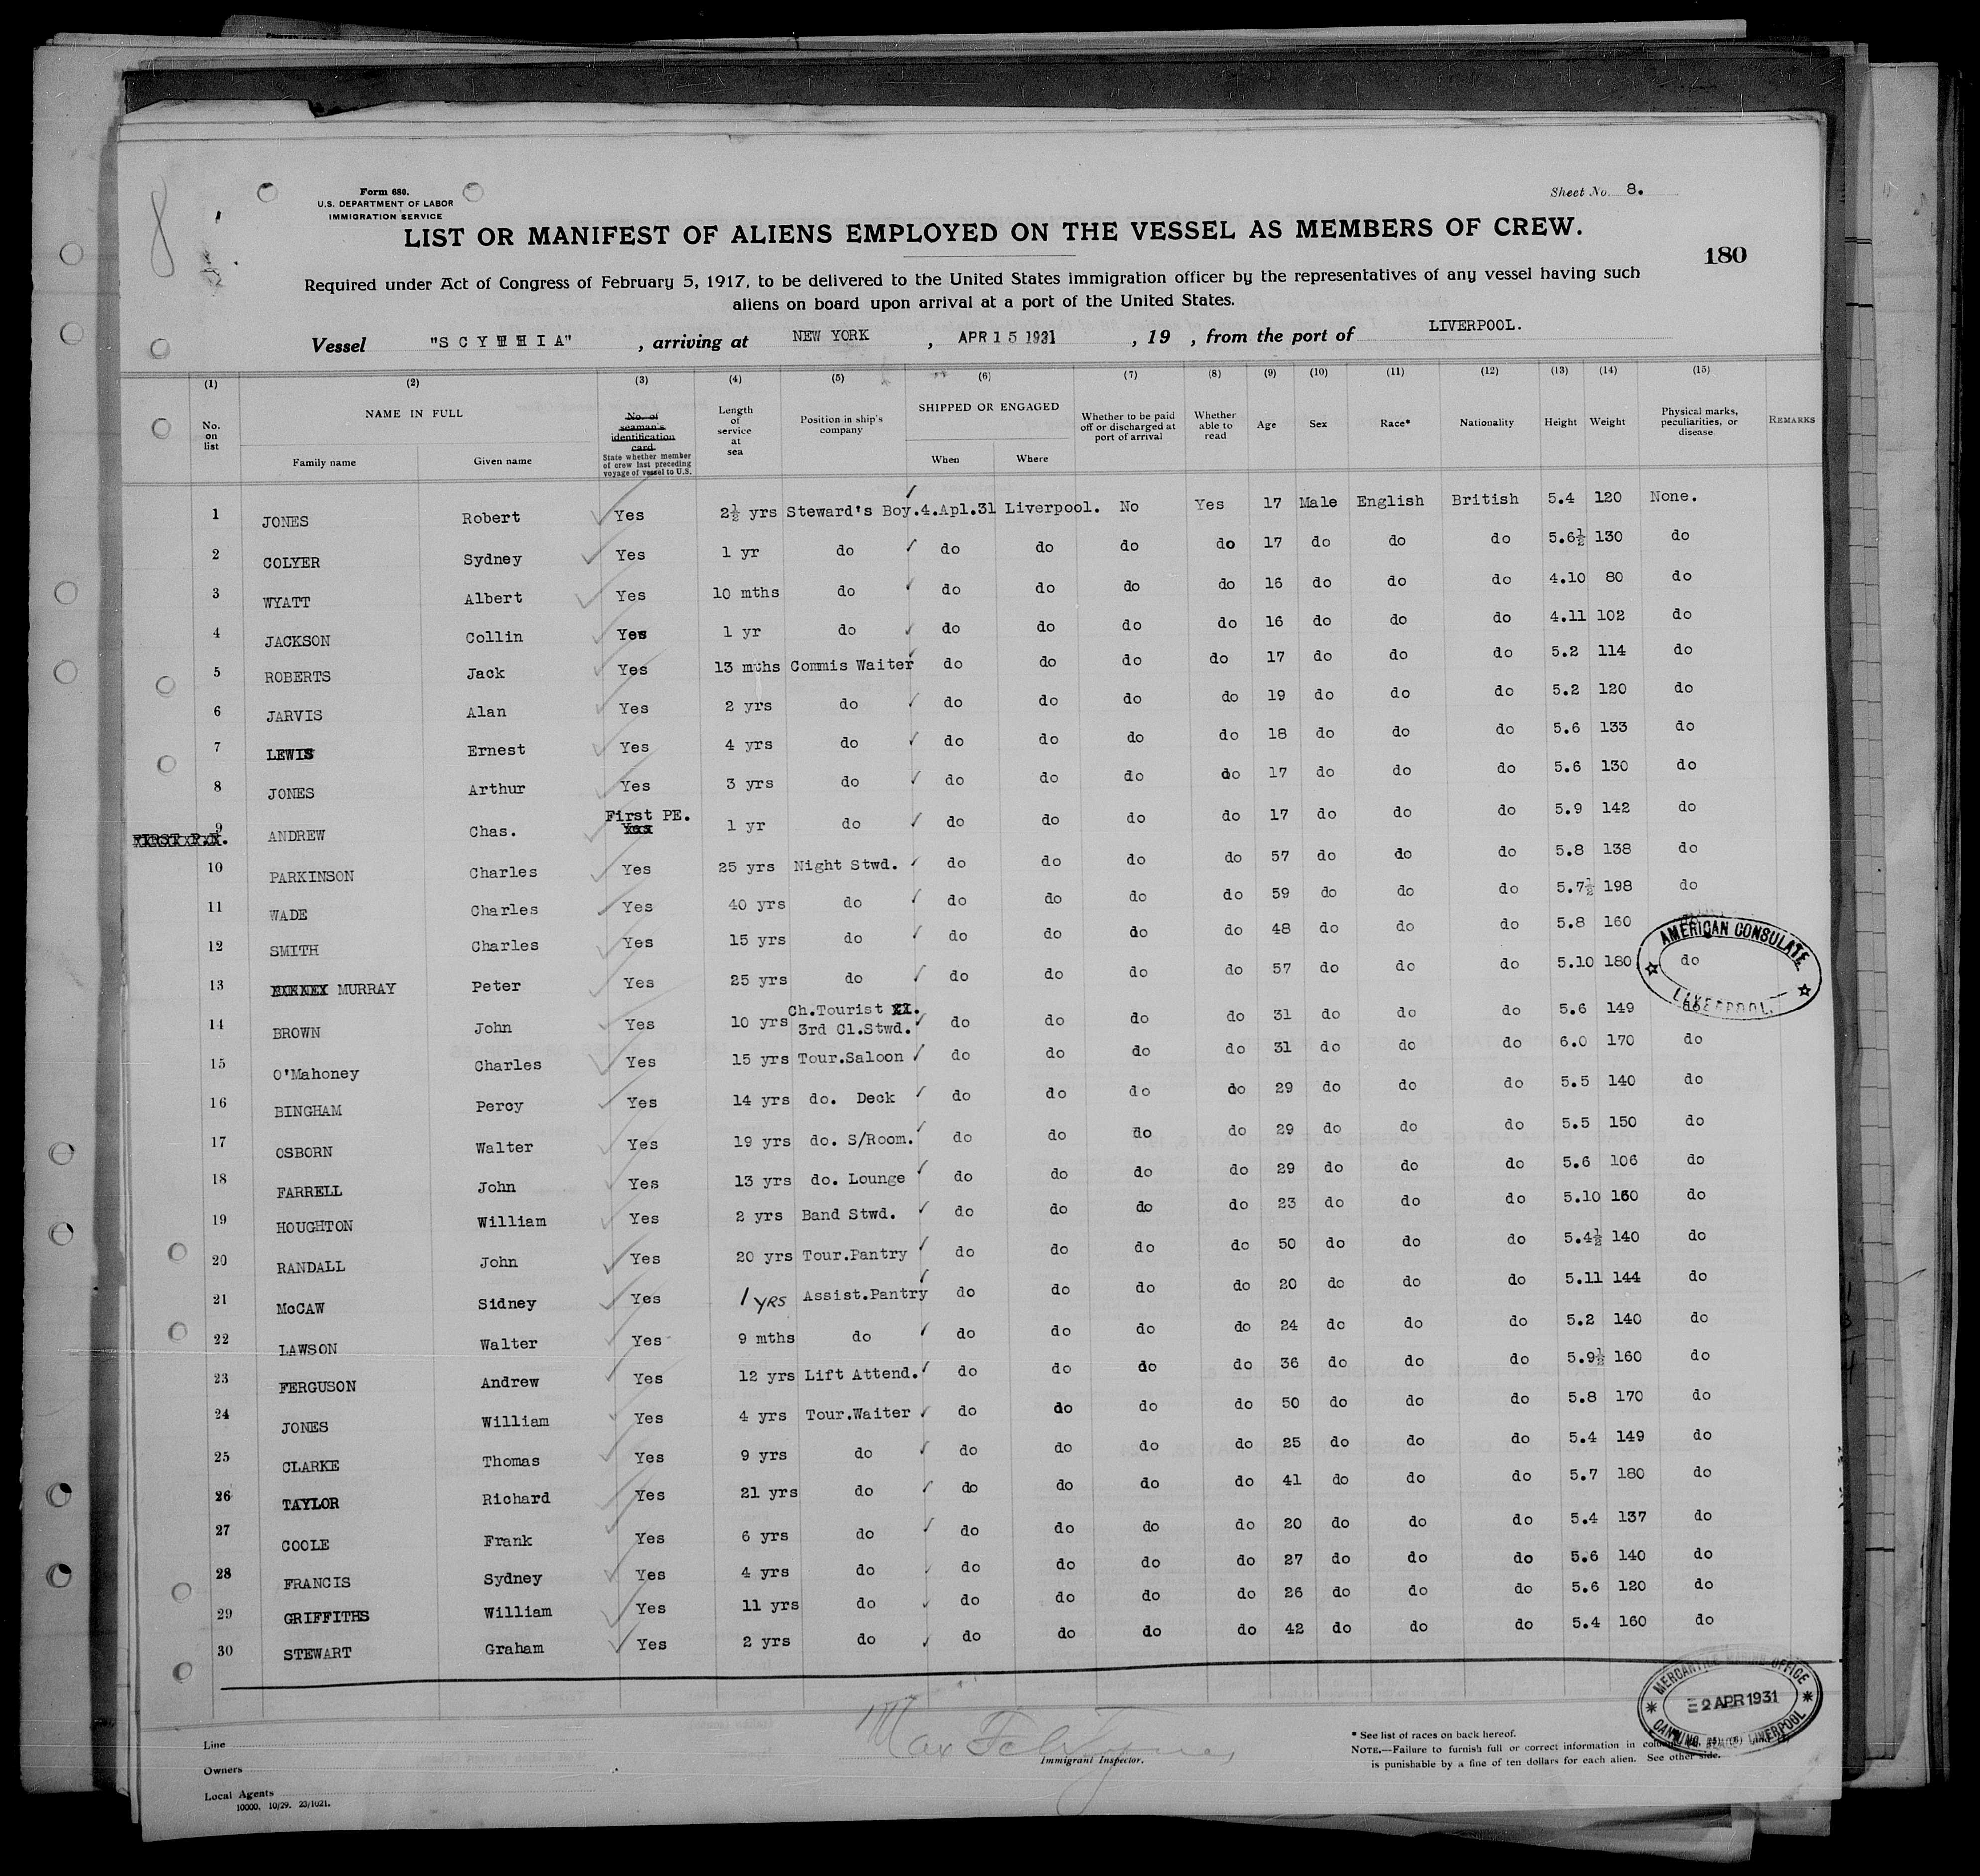 Form 680.
U.S. DEPARTMENT OF LABOR
IMMIGRATION SERVICE
Sheet No. 8.
8
LIST OR MANIFEST OF ALIENS EMPLOYED ON THE VESSEL AS MEMBERS OF CREW.
180
Required under Act of Congress of February 5, 1917, to be delivered to the United States immigration officer by the representatives of any vessel having such
aliens on board upon arrival at a port of the United States.
Vessel "SCYTHIA", arriving at NEW YORK, APR 15 1931, 19 , from the port of LIVERPOOL.
(1) (2) (3) (4) (5) (6) (7) (8) (9) (10) (11) (12) (13) (14) (15)
No. on list NAME IN FULL Family name Given name No. of seaman's identification card. State whether member of crew last preceding voyage of vessel to U.S. Length of service at sea Position in ship's company SHIPPED OR ENGAGED When Where Whether to be paid off or discharged at port of arrival Whether able to read Age Sex Race* Nationality Height Weight Physical marks, peculiarities, or disease REMARKS
1 JONES Robert Yes 2½ yrs Steward's Boy. 4.Apl.31 Liverpool. No Yes 17 Male English British 5.4 120 None.
2 COLYER Sydney Yes 1 yr do do do do do 17 do do do 5.6½ 130 do
3 WYATT Albert Yes 10 mths do do do do do 16 do do do 4.10 80 do
4 JACKSON Collin Yes 1 yr do do do do do 16 do do do 4.11 102 do
5 ROBERTS Jack Yes 13 mths Commis Waiter do do do do 17 do do do 5.2 114 do
6 JARVIS Alan Yes 2 yrs do do do do do 19 do do do 5.2 120 do
7 LEWIS Ernest Yes 4 yrs do do do do do 18 do do do 5.6 133 do
8 JONES Arthur Yes 3 yrs do do do do do 17 do do do 5.6 130 do
FIRST P.E. 9 ANDREW Chas. First PE. Yes 1 yr do do do do do 17 do do do 5.9 142 do
10 PARKINSON Charles Yes 25 yrs Night Stwd. do do do do 57 do do do 5.8 138 do
11 WADE Charles Yes 40 yrs do do do do do 59 do do do 5.7½ 198 do
12 SMITH Charles Yes 15 yrs do do do do do 48 do do do 5.8 160
13 MURRAY Peter Yes 25 yrs do do do do do 57 do do do 5.10 180 do
14 BROWN John Yes 10 yrs Ch.Tourist 3rd Cl.Stwd. do do do do 31 do do do 5.6 149 do
15 O'Mahoney Charles Yes 15 yrs Tour.Saloon do do do do 31 do do do 6.0 170 do
16 BINGHAM Percy Yes 14 yrs do. Deck do do do do 29 do do do 5.5 140 do
17 OSBORN Walter Yes 19 yrs do. S/Room. do do do do 29 do do do 5.5 150 do
18 FARRELL John Yes 13 yrs do. Lounge do do do do 29 do do do 5.6 106 do
19 HOUGHTON William Yes 2 yrs Band Stwd. do do do do 23 do do do 5.10 160 do
20 RANDALL John Yes 20 yrs Tour.Pantry do do do do 50 do do do 5.4½ 140 do
21 McCAW Sidney Yes 1 YRS Assist.Pantry do do do do 20 do do do 5.11 144 do
22 LAWSON Walter Yes 9 mths do do do do do 24 do do do 5.2 140 do
23 FERGUSON Andrew Yes 12 yrs Lift Attend. do do do do 36 do do do 5.9½ 160 do
24 JONES William Yes 4 yrs Tour.Waiter do do do do 50 do do do 5.8 170 do
25 CLARKE Thomas Yes 9 yrs do do do do do 25 do do do 5.4 149 do
26 TAYLOR Richard Yes 21 yrs do do do do do 41 do do do 5.7 180 do
27 COOLE Frank Yes 6 yrs do do do do do 20 do do do 5.4 137 do
28 FRANCIS Sydney Yes 4 yrs do do do do do 27 do do do 5.6 140 do
29 GRIFFITHS William Yes 11 yrs do do do do do 26 do do do 5.6 120 do
30 STEWART Graham Yes 2 yrs do do do do do 42 do do do 5.4 160 do
AMERICAN CONSULATE
LIVERPOOL
MERCANTILE MARINE OFFICE
2 APR 1931
CANNING LIVERPOOL
Line
Owners
Local Agents
10000, 10/29. 23/1021.
Max
Immigrant Inspector.
* See list of races on back hereof.
NOTE.—Failure to furnish full or correct information in
is punishable by a fine of ten dollars for each alien. See other side.